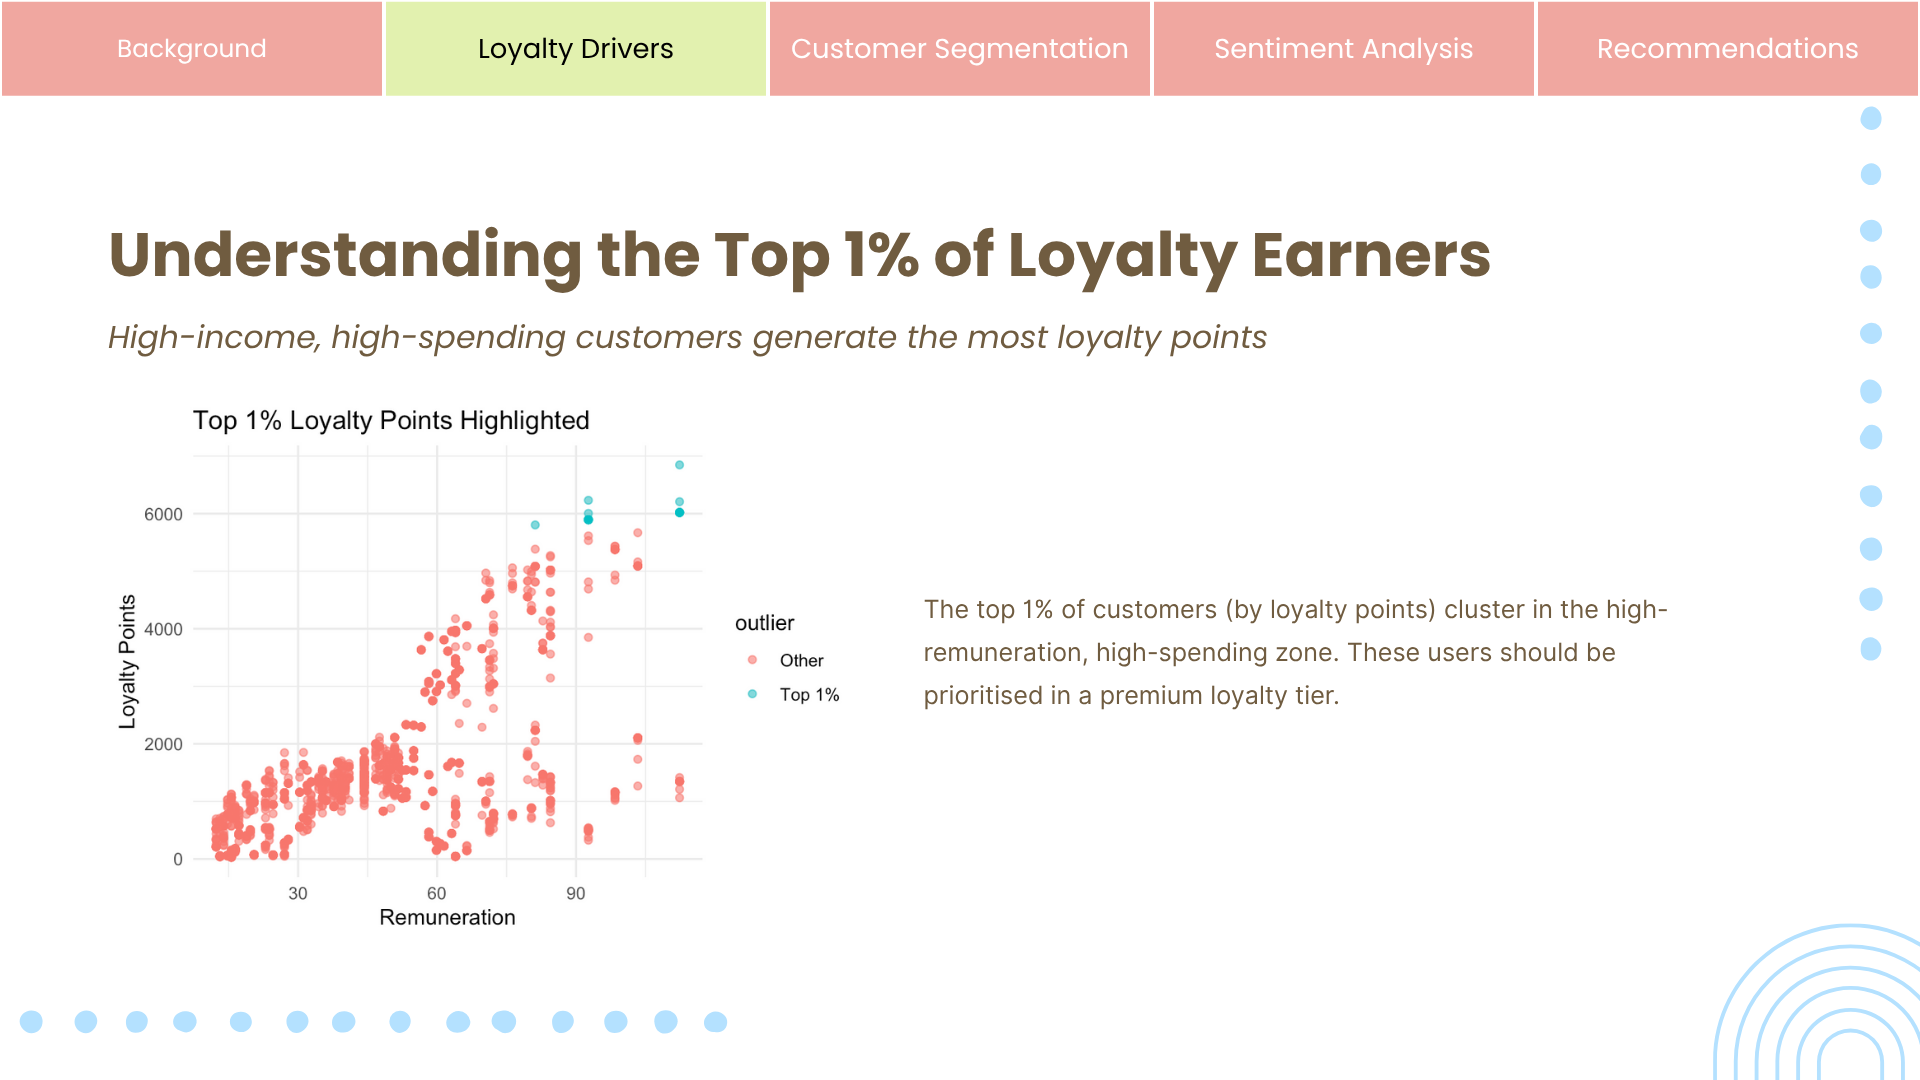 Background
Loyalty Drivers
Customer Segmentation
Sentiment Analysis
Recommendations
Understanding the Top 1% of Loyalty Earners
High-income, high-spending customers generate the most loyalty points
Top 1% Loyalty Points Highlighted
Loyalty Points
6000
4000
2000
0
30
60
90
Remuneration
outlier
Other
Top 1%
The top 1% of customers (by loyalty points) cluster in the high-
remuneration, high-spending zone. These users should be
prioritised in a premium loyalty tier.